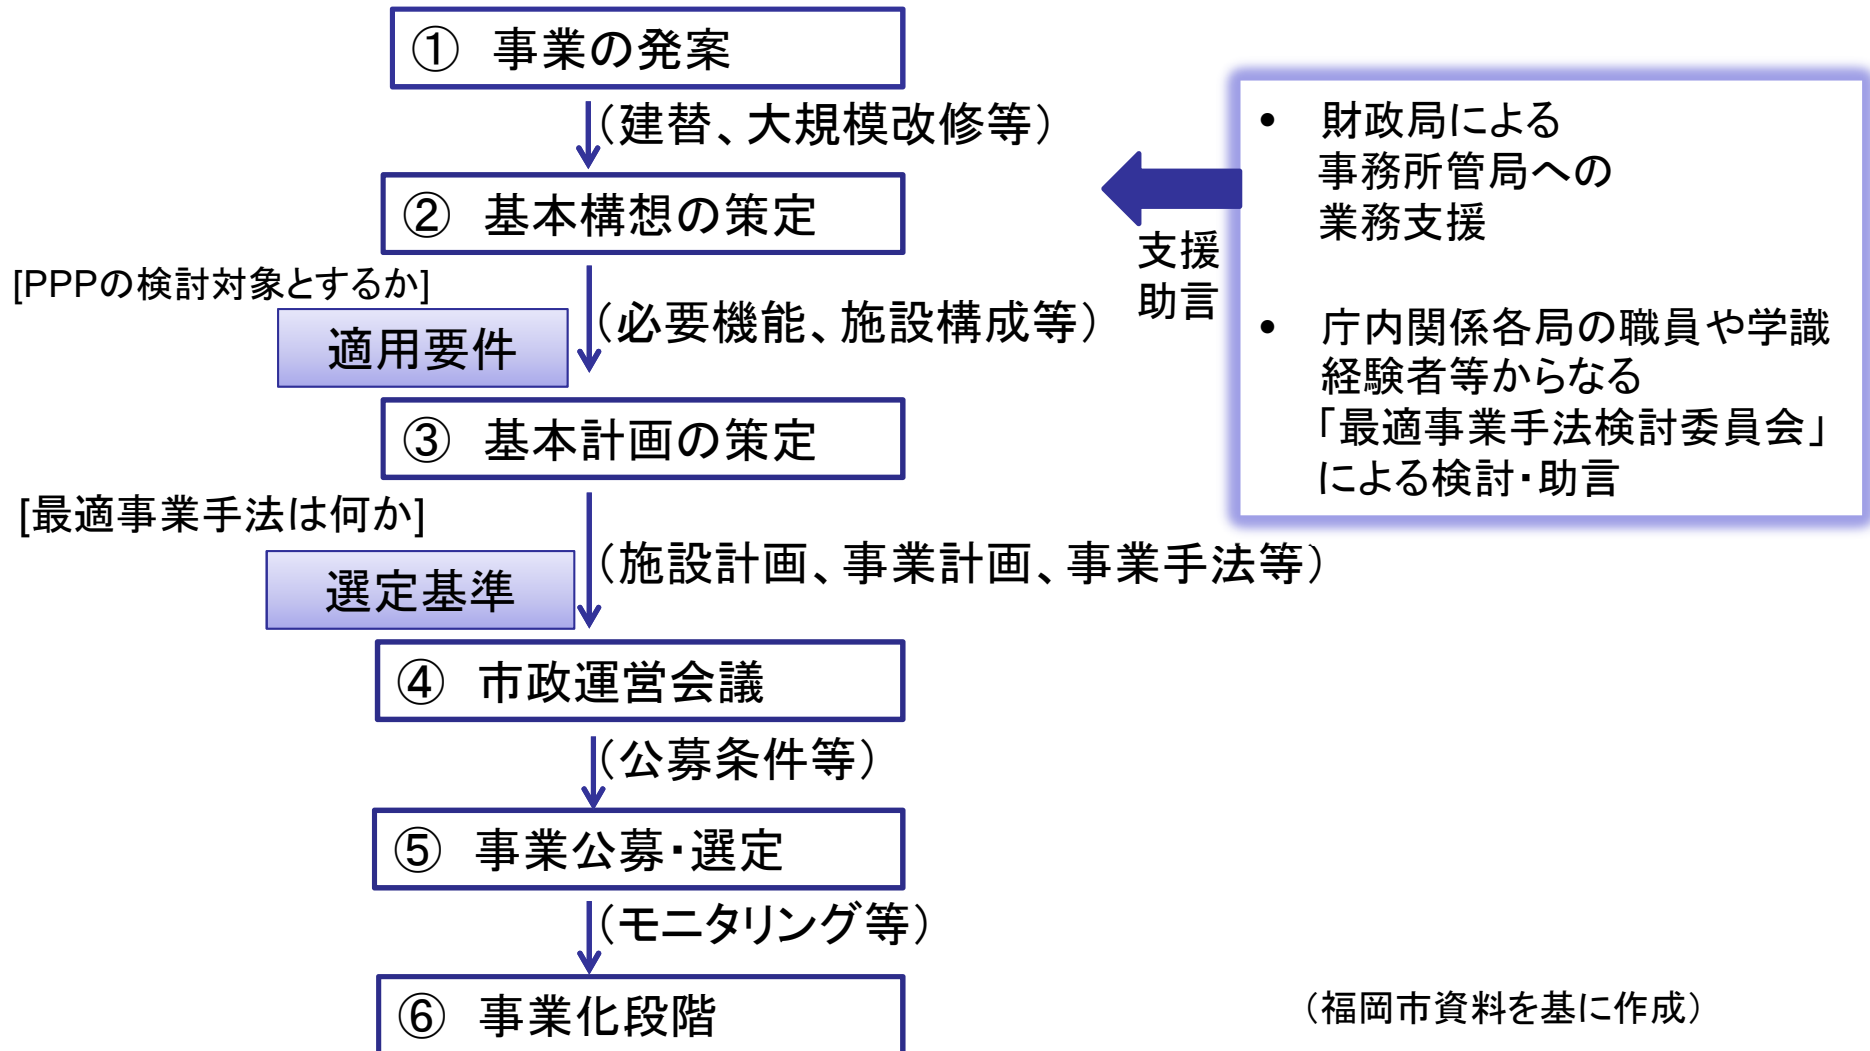 ① 事業の発案
（建替、大規模改修等）
② 基本構想の策定
[PPPの検討対象とするか]
適用要件
（必要機能、施設構成等）
③ 基本計画の策定
[最適事業手法は何か]
選定基準
（施設計画、事業計画、事業手法等）
④ 市政運営会議
（公募条件等）
⑤ 事業公募・選定
（モニタリング等）
⑥ 事業化段階
支援
助言
• 財政局による
事務所管局への
業務支援
• 庁内関係各局の職員や学識
経験者等からなる
「最適事業手法検討委員会」
による検討・助言
（福岡市資料を基に作成）